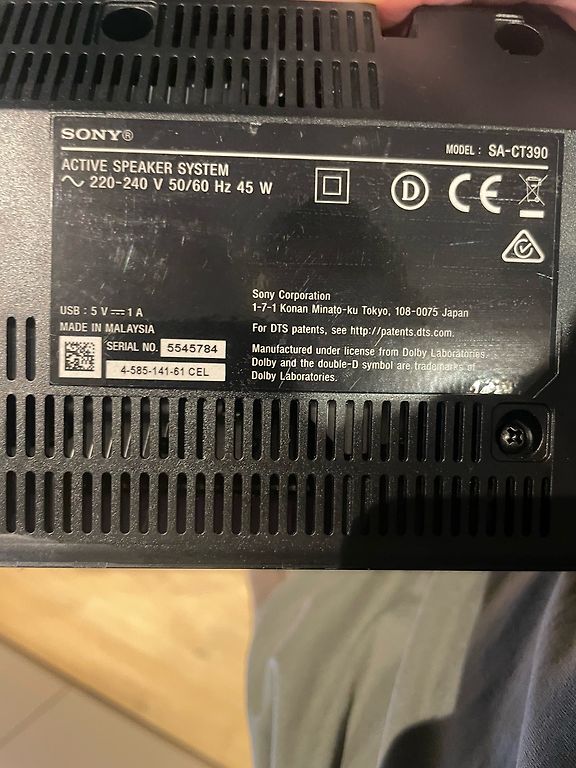 SONY®
MODEL : SA-CT390
ACTIVE SPEAKER SYSTEM
220-240 V 50/60 Hz 45 W
D
CE
Sony Corporation
1-7-1 Konan Minato-ku Tokyo, 108-0075 Japan
USB : 5 V ⎓ 1 A
MADE IN MALAYSIA
For DTS patents, see http://patents.dts.com.
SERIAL NO. 5545784
4-585-141-61 CEL
Manufactured under license from Dolby Laboratories.
Dolby and the double-D symbol are trademarks of
Dolby Laboratories.